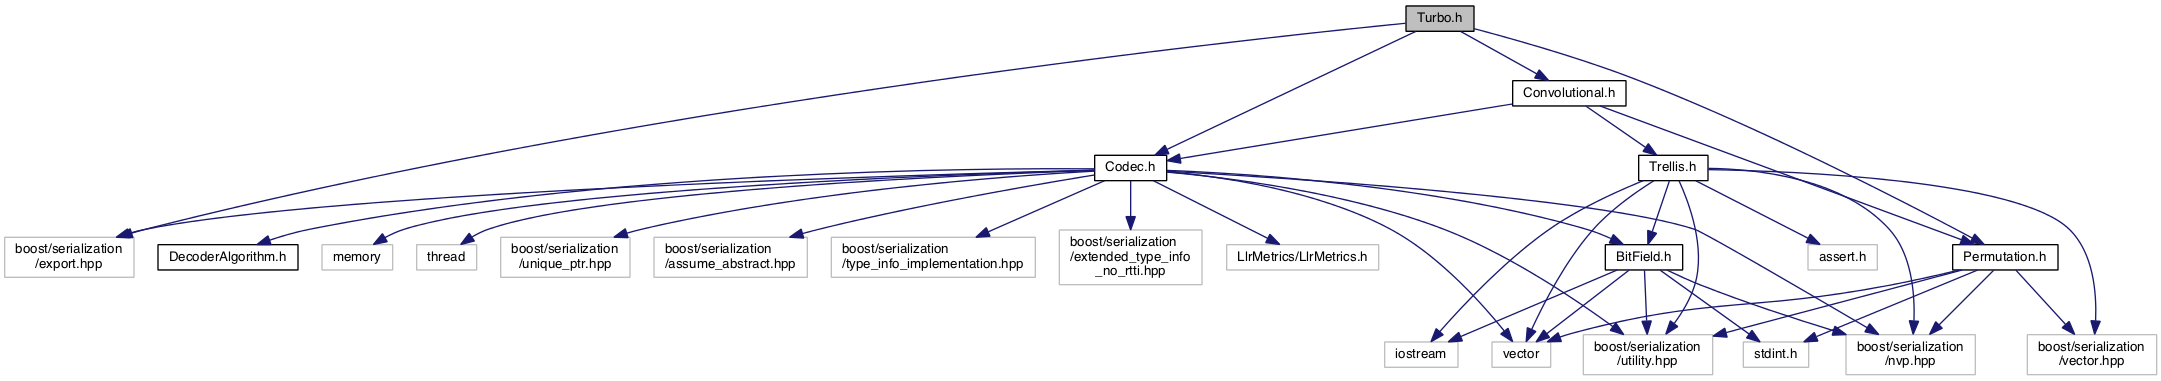 Turbo.h
Convolutional.h
Codec.h
Trellis.h
boost/serialization
/export.hpp
DecoderAlgorithm.h
memory
thread
boost/serialization
/unique_ptr.hpp
boost/serialization
/assume_abstract.hpp
boost/serialization
/type_info_implementation.hpp
boost/serialization
/extended_type_info
_no_rtti.hpp
LlrMetrics/LlrMetrics.h
BitField.h
assert.h
Permutation.h
iostream
vector
boost/serialization
/utility.hpp
stdint.h
boost/serialization
/nvp.hpp
boost/serialization
/vector.hpp